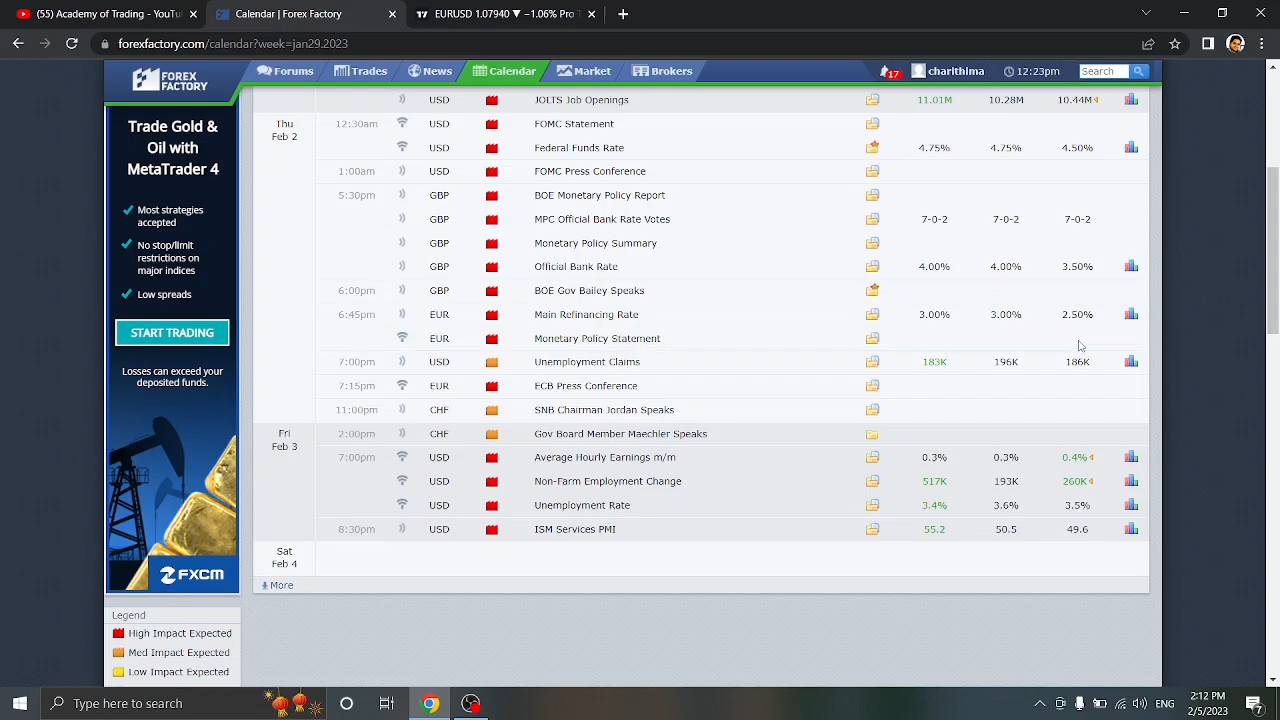 (55) Academy of Trading - YouTu
Calendar | Forex Factory
EURUSD 1.07940 ▼ −1.06% Pro T
forexfactory.com/calendar?week=jan29.2023
FOREX FACTORY
Forums
Trades
News
Calendar
Market
Brokers
17
charithima
12:23pm
Search
Trade Gold &
Oil with
MetaTrader 4
Most strategies
accepted
No stop/limit
restrictions on
major indices
Low spreads
START TRADING
Losses can exceed your
deposited funds.
FXCM
USD JOLTS Job Openings 11.01M 10.28M 10.44M
Thu
Feb 2
12:30am USD FOMC Statement
USD Federal Funds Rate 4.75% 4.75% 4.50%
1:00am USD FOMC Press Conference
5:30pm GBP BOE Monetary Policy Report
GBP MPC Official Bank Rate Votes 7-0-2 7-0-2 7-0-2
GBP Monetary Policy Summary
GBP Official Bank Rate 4.00% 4.00% 3.50%
6:00pm GBP BOE Gov Bailey Speaks
6:45pm EUR Main Refinancing Rate 3.00% 3.00% 2.50%
EUR Monetary Policy Statement
7:00pm USD Unemployment Claims 196K 186K
7:15pm EUR ECB Press Conference
11:00pm CHF SNB Chairman Jordan Speaks
Fri
Feb 3
2:00pm CHF Gov Board Member Maechler Speaks
7:00pm USD Average Hourly Earnings m/m 0.3% 0.3% 0.4%
USD Non-Farm Employment Change 517K 193K 260K
USD Unemployment Rate 3.4% 3.6% 3.5%
8:30pm USD ISM Services PMI 55.2 50.5 49.6
Sat
Feb 4
More
Legend
High Impact Expected
Med Impact Expected
Low Impact Expected
Type here to search
ENG
2:12 PM
2/5/2023